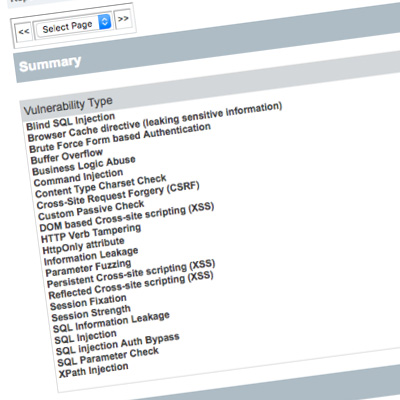 << Select Page >>
Summary
Vulnerability Type
Blind SQL Injection
Browser Cache directive (leaking sensitive information)
Brute Force Form based Authentication
Buffer Overflow
Business Logic Abuse
Command Injection
Content Type Charset Check
Cross-Site Request Forgery (CSRF)
Custom Passive Check
DOM based Cross-site scripting (XSS)
HTTP Verb Tampering
HttpOnly attribute
Information Leakage
Parameter Fuzzing
Persistent Cross-site scripting (XSS)
Reflected Cross-site scripting (XSS)
Session Fixation
Session Strength
SQL Information Leakage
SQL Injection
SQL injection Auth Bypass
SQL Parameter Check
XPath Injection